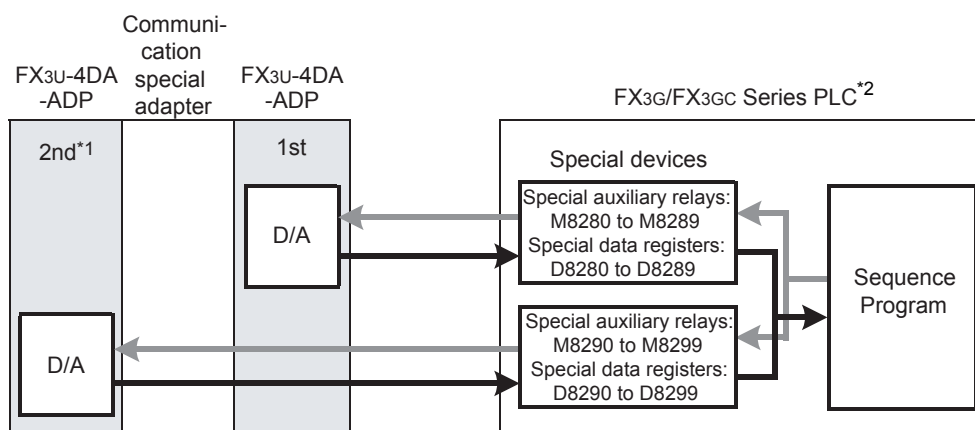 Communi-
cation
special
adapter
FX3U-4DA
-ADP
FX3U-4DA
-ADP
FX3G/FX3GC Series PLC*2
2nd*1
1st
Special devices
Special auxiliary relays:
M8280 to M8289
Special data registers:
D8280 to D8289
D/A
Sequence
Program
Special auxiliary relays:
M8290 to M8299
Special data registers:
D8290 to D8299
D/A